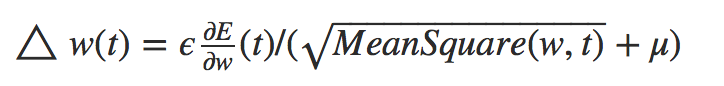 △ w(t) = ϵ ∂E/∂w (t)/(√MeanSquare(w, t) + μ)